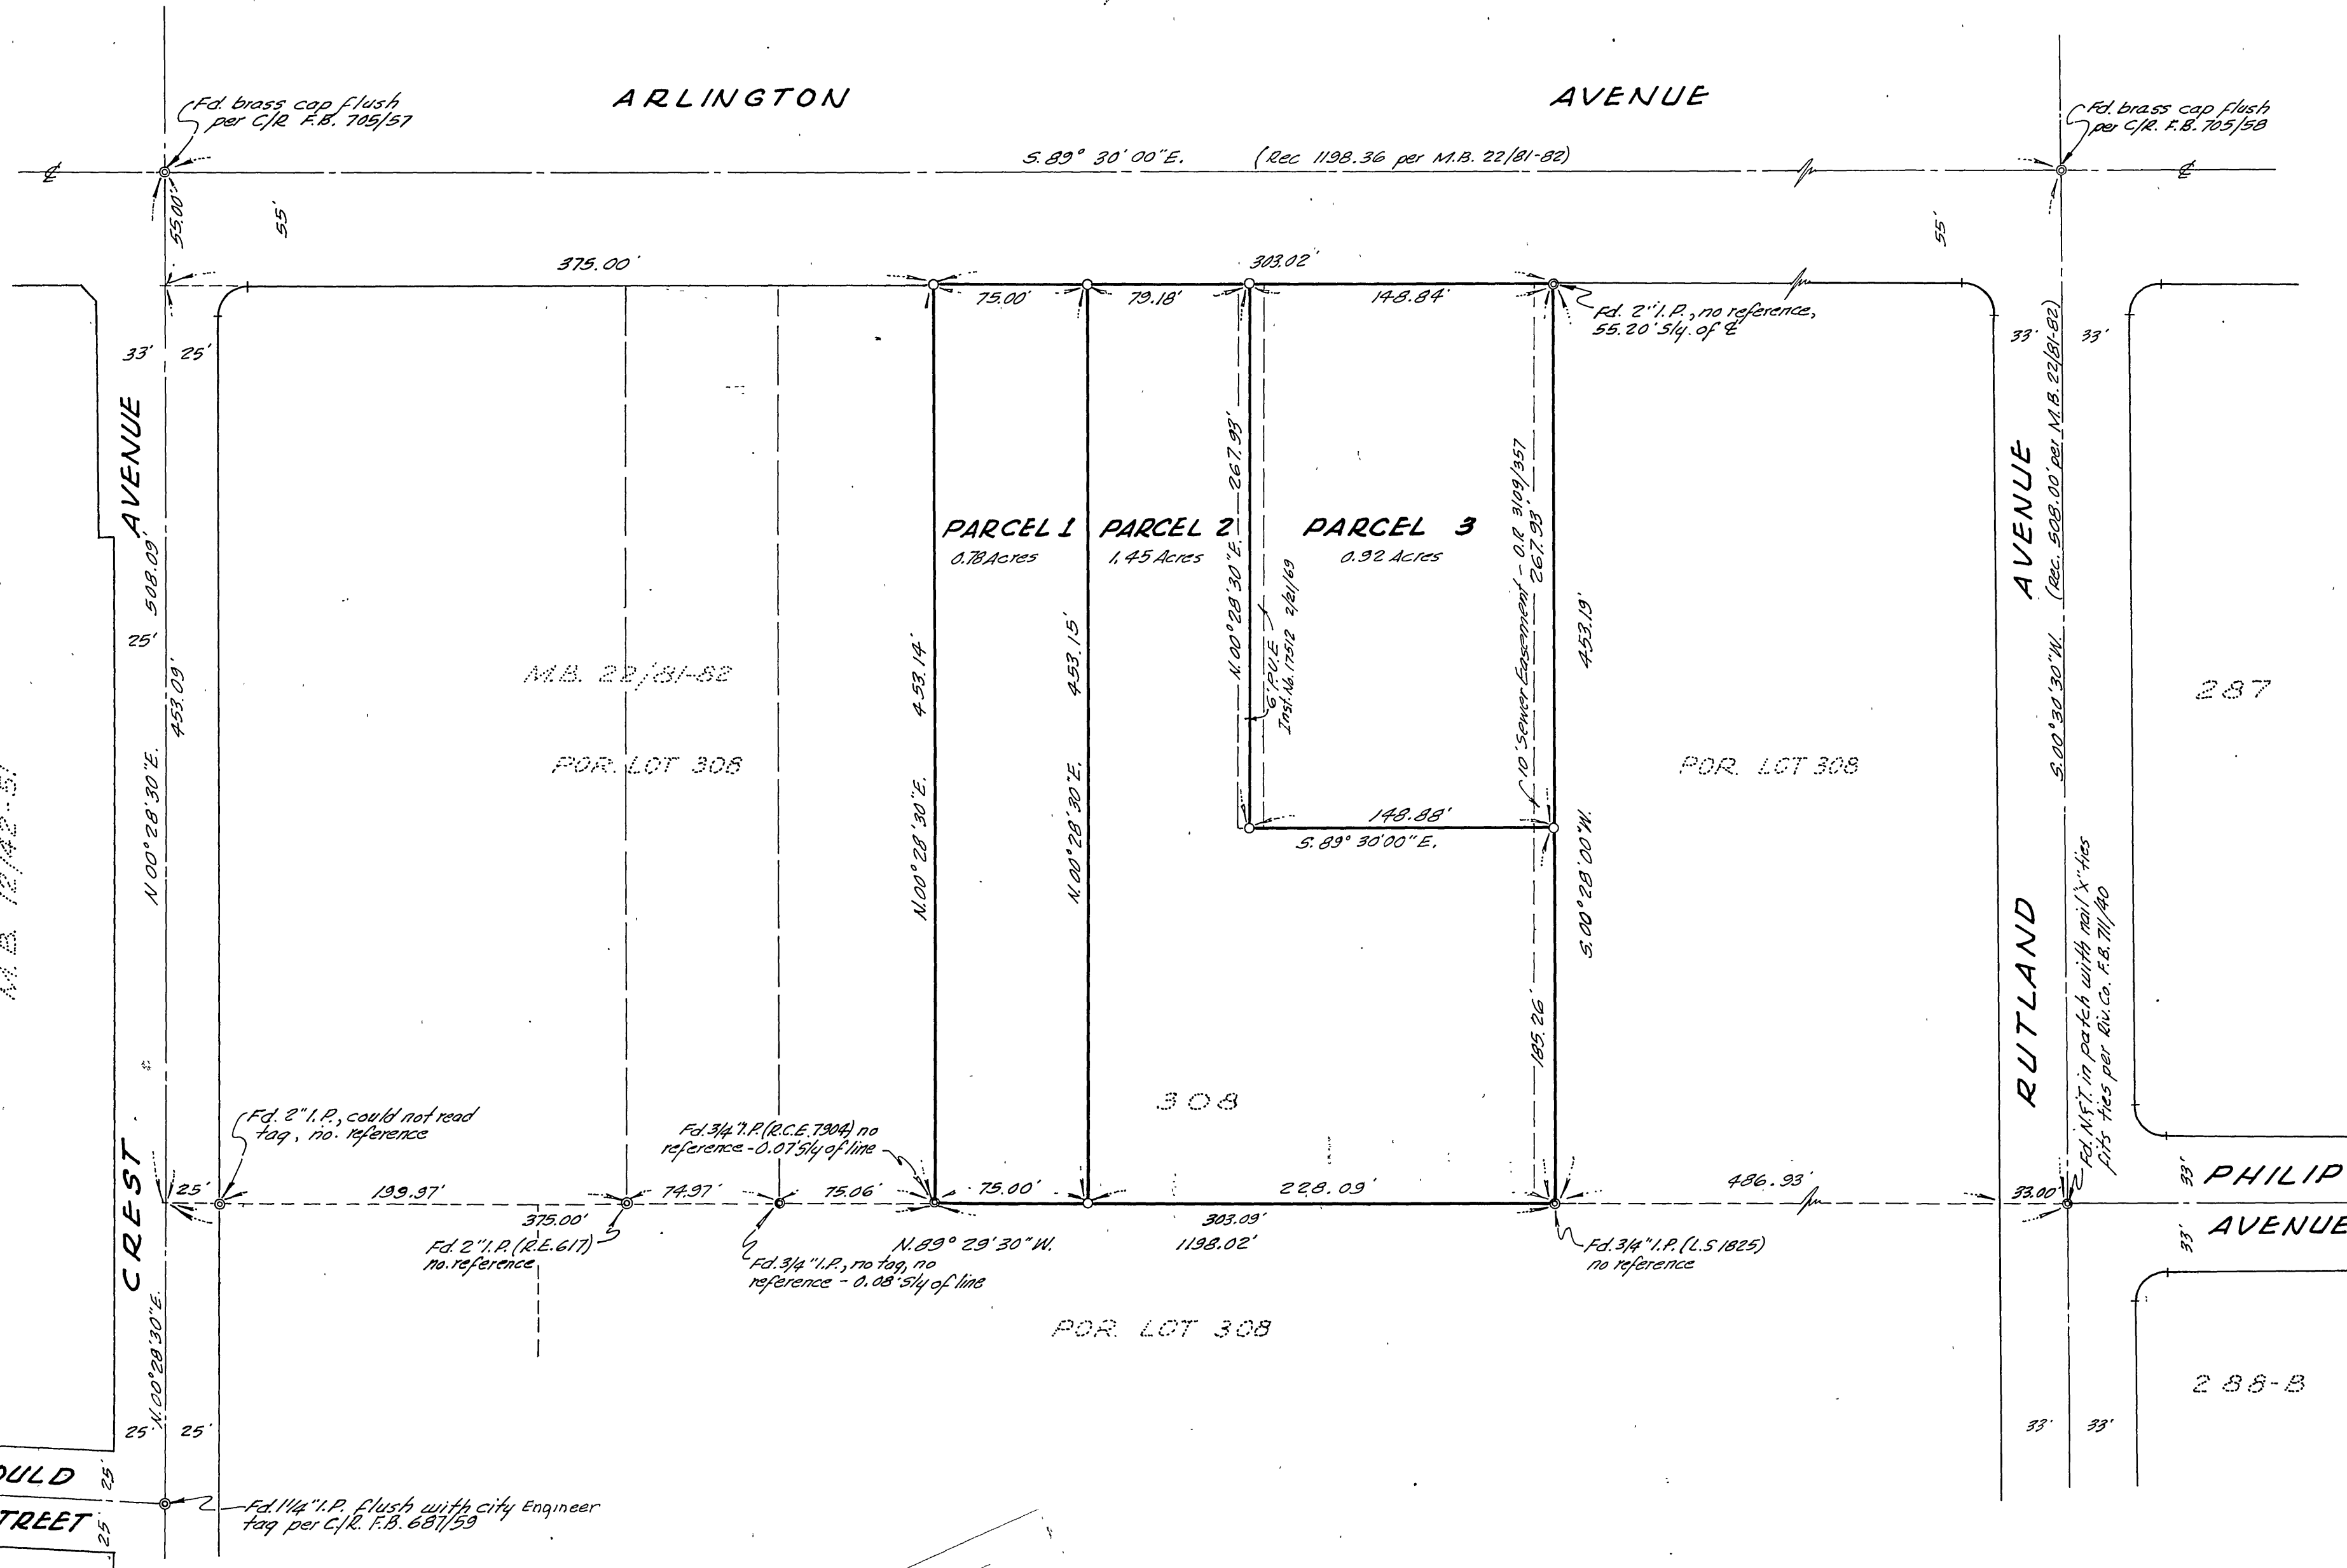 ARLINGTON AVENUE
Fd. brass cap flush
per C/R F.B. 705/57
Fd. brass cap flush
per C/R. F.B. 705/58
℄
S. 89° 30' 00" E. (Rec 1198.36 per M.B. 22/81-82)
℄
55.00'
55'
55'
375.00'
303.02'
75.00'
79.18'
148.84'
Fd. 2" I.P., no reference,
55.20' Sly. of ℄
33' 25'
33' 33'
CREST AVENUE
508.09'
25'
453.09'
N 00° 28' 30" E.
M.B. 12/42-51
M.B. 22/81-82
POR. LOT 308
PARCEL 1
0.78 Acres
PARCEL 2
1.45 Acres
PARCEL 3
0.92 Acres
N. 00° 28' 30" E. 453.14'
N. 00° 28' 30" E. 453.15'
N. 00° 28' 30" E. 267.93'
6' P.U.E
Inst. No. 17512 2/21/69
10' Sewer Easement - O.R. 3109/357
267.93'
453.19'
S. 00° 28' 00" W.
148.88'
S. 89° 30' 00" E.
185.26'
POR. LOT 308
RUTLAND AVENUE
S. 00° 30' 30" W. (Rec. 508.00' per M.B. 22/81-82)
287
Fd. N.&T. in patch with nail "x" ties
fits ties per Riv. Co. F.B. 711/40
308
Fd. 2" I.P., could not read
tag, no. reference
Fd. 3/4" I.P. (R.C.E. 7904) no
reference - 0.07' Sly of line
25'
199.97'
74.97'
75.06'
75.00'
228.09'
486.93'
33.00'
375.00'
303.09'
N. 89° 29' 30" W.
1198.02'
Fd. 2" I.P. (R.E. 617)
no. reference
Fd. 3/4" I.P., no tag, no
reference - 0.08' Sly of line
Fd. 3/4" I.P. (L.S 1825)
no reference
33'
PHILIP
AVENUE
33'
POR. LOT 308
288-B
N. 00° 28' 30" E.
25' 25'
33' 33'
OULD
TREET
25'
25'
Fd. 1 1/4" I.P. flush with city Engineer
tag per C/R. F.B. 687/59